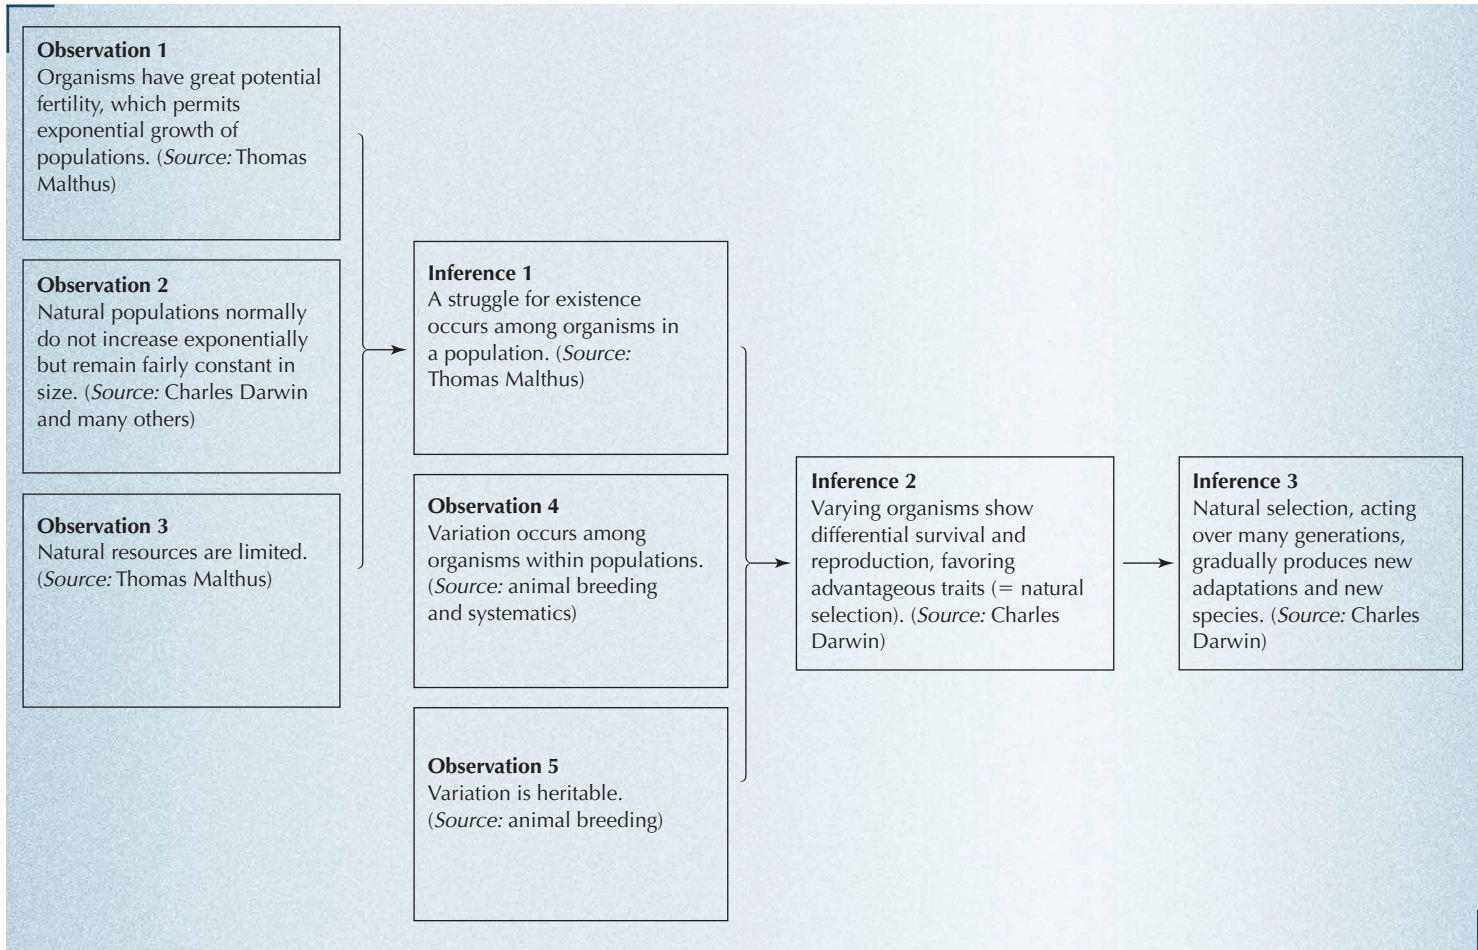 Observation 1
Organisms have great potential
fertility, which permits
exponential growth of
populations. (Source: Thomas
Malthus)
Observation 2
Natural populations normally
do not increase exponentially
but remain fairly constant in
size. (Source: Charles Darwin
and many others)
Observation 3
Natural resources are limited.
(Source: Thomas Malthus)
Inference 1
A struggle for existence
occurs among organisms in
a population. (Source:
Thomas Malthus)
Observation 4
Variation occurs among
organisms within populations.
(Source: animal breeding
and systematics)
Observation 5
Variation is heritable.
(Source: animal breeding)
Inference 2
Varying organisms show
differential survival and
reproduction, favoring
advantageous traits (= natural
selection). (Source: Charles
Darwin)
Inference 3
Natural selection, acting
over many generations,
gradually produces new
adaptations and new
species. (Source: Charles
Darwin)